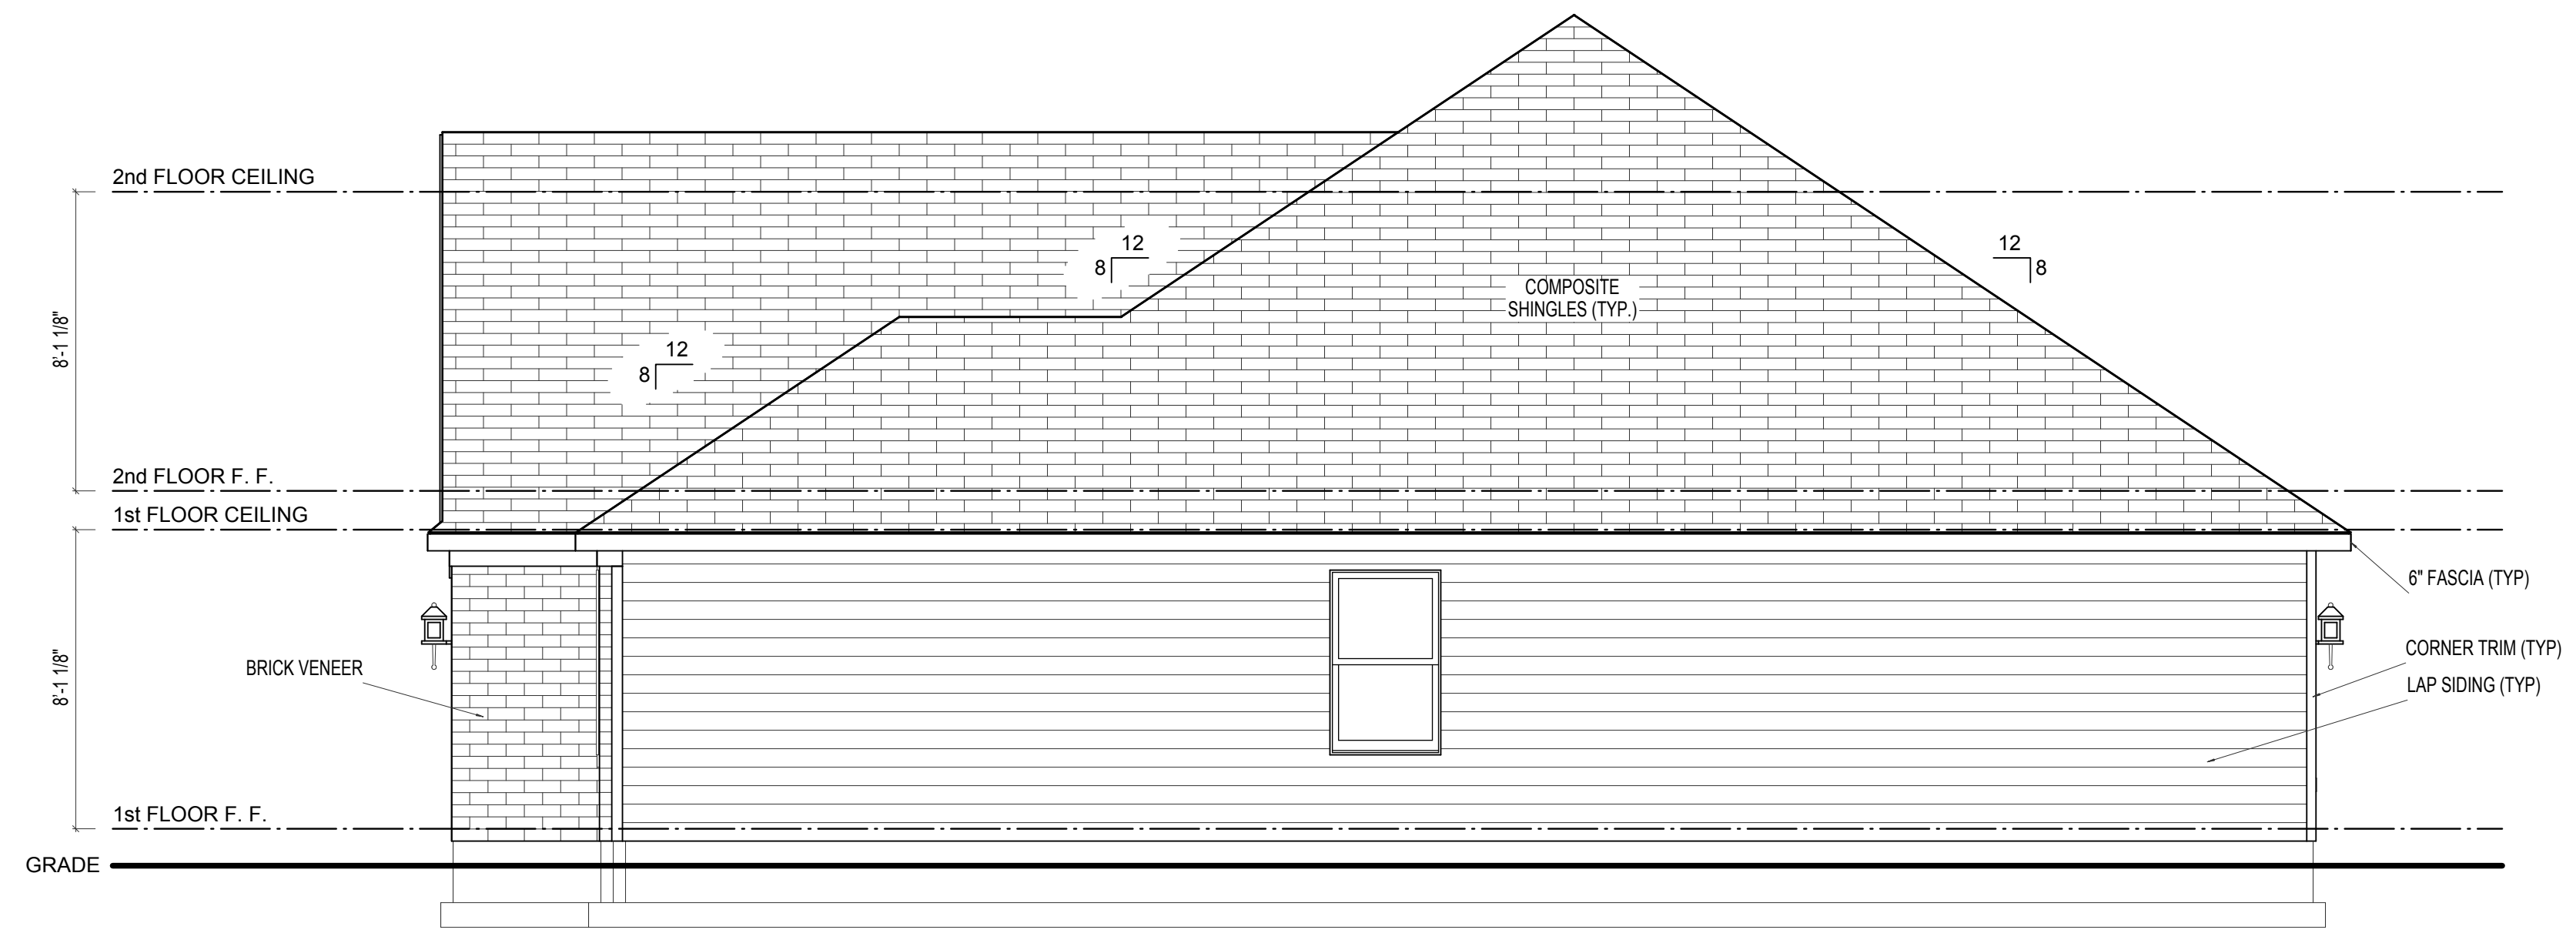 2nd FLOOR CEILING
12
8
12
8
COMPOSITE
SHINGLES (TYP.)
8'-1 1/8"
12
8
2nd FLOOR F. F.
1st FLOOR CEILING
6" FASCIA (TYP)
CORNER TRIM (TYP)
BRICK VENEER
8'-1 1/8"
LAP SIDING (TYP)
1st FLOOR F. F.
GRADE